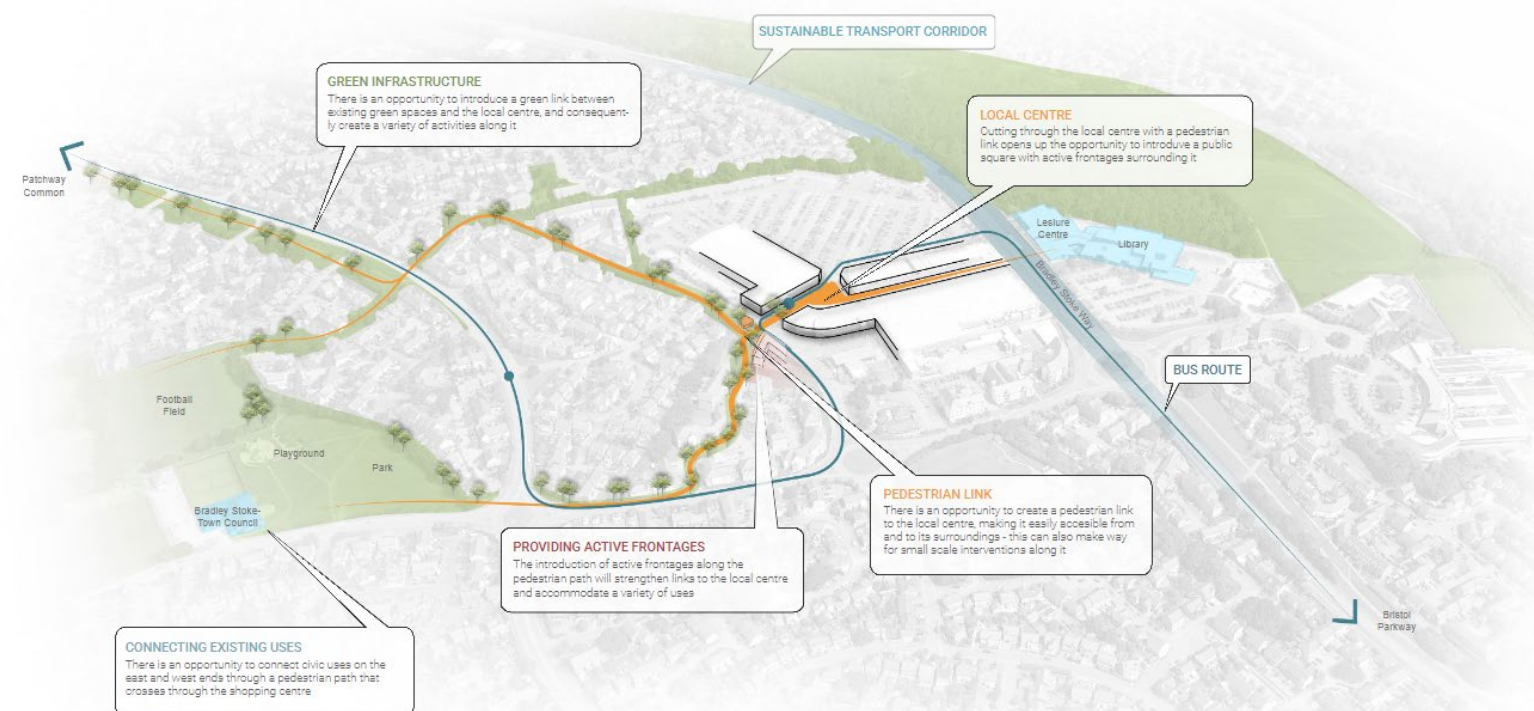 SUSTAINABLE TRANSPORT CORRIDOR
GREEN INFRASTRUCTURE
There is an opportunity to introduce a green link between
existing green spaces and the local centre, and consequent-
ly create a variety of activities along it
LOCAL CENTRE
Cutting through the local centre with a pedestrian
link opens up the opportunity to introduve a public
square with active frontages surrounding it
Patchway
Common
Leisure
Centre
Library
Bradley Stoke Way
BUS ROUTE
Football
Field
Playground
Park
Bradley Stoke-
Town Council
PEDESTRIAN LINK
There is an opportunity to create a pedestrian link
to the local centre, making it easily accesible from
and to its surroundings - this can also make way
for small scale interventions along it
PROVIDING ACTIVE FRONTAGES
The introduction of active frontages along the
pedestrian path will strengthen links to the local centre
and accommodate a variety of uses
Bristol
Parkway
CONNECTING EXISTING USES
There is an opportunity to connect civic uses on the
east and west ends through a pedestrian path that
crosses through the shopping centre